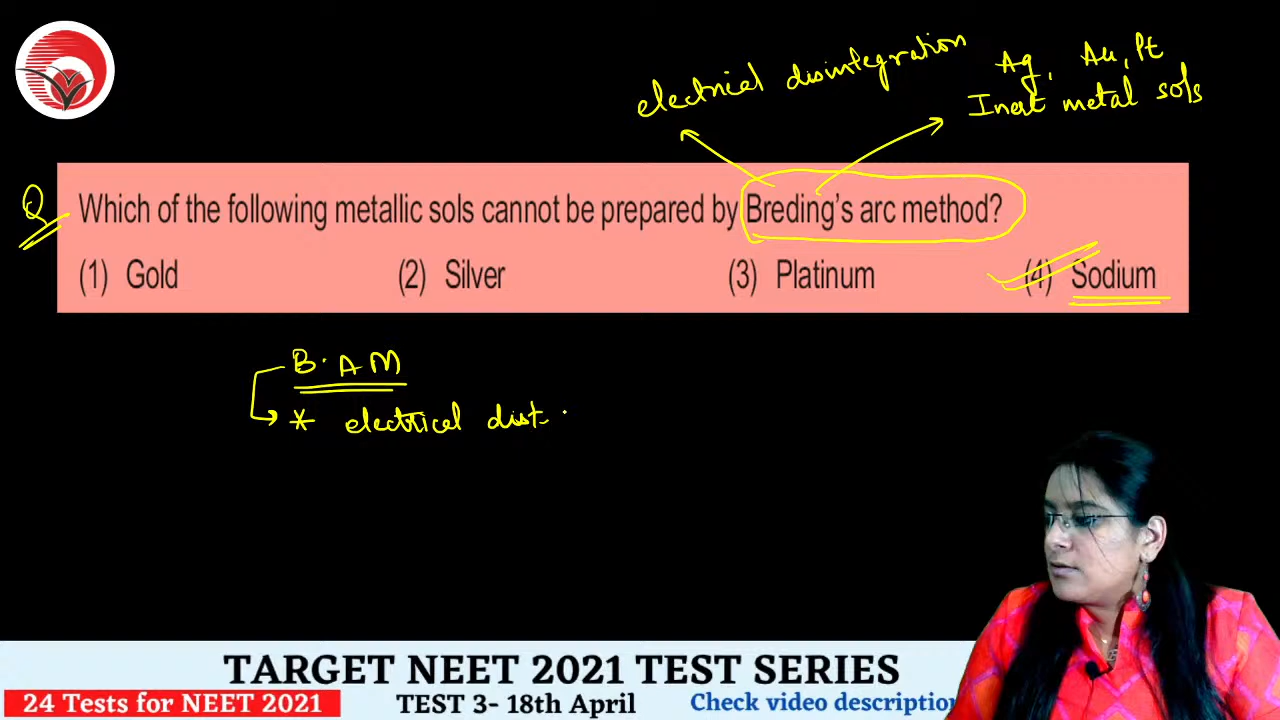 electrical disintegration
Ag, Au, Pt
Inert metal sols
Q
Which of the following metallic sols cannot be prepared by Breding's arc method?
(1) Gold (2) Silver (3) Platinum (4) Sodium
B. A M
* electrical dist.
TARGET NEET 2021 TEST SERIES
24 Tests for NEET 2021 TEST 3- 18th April Check video description